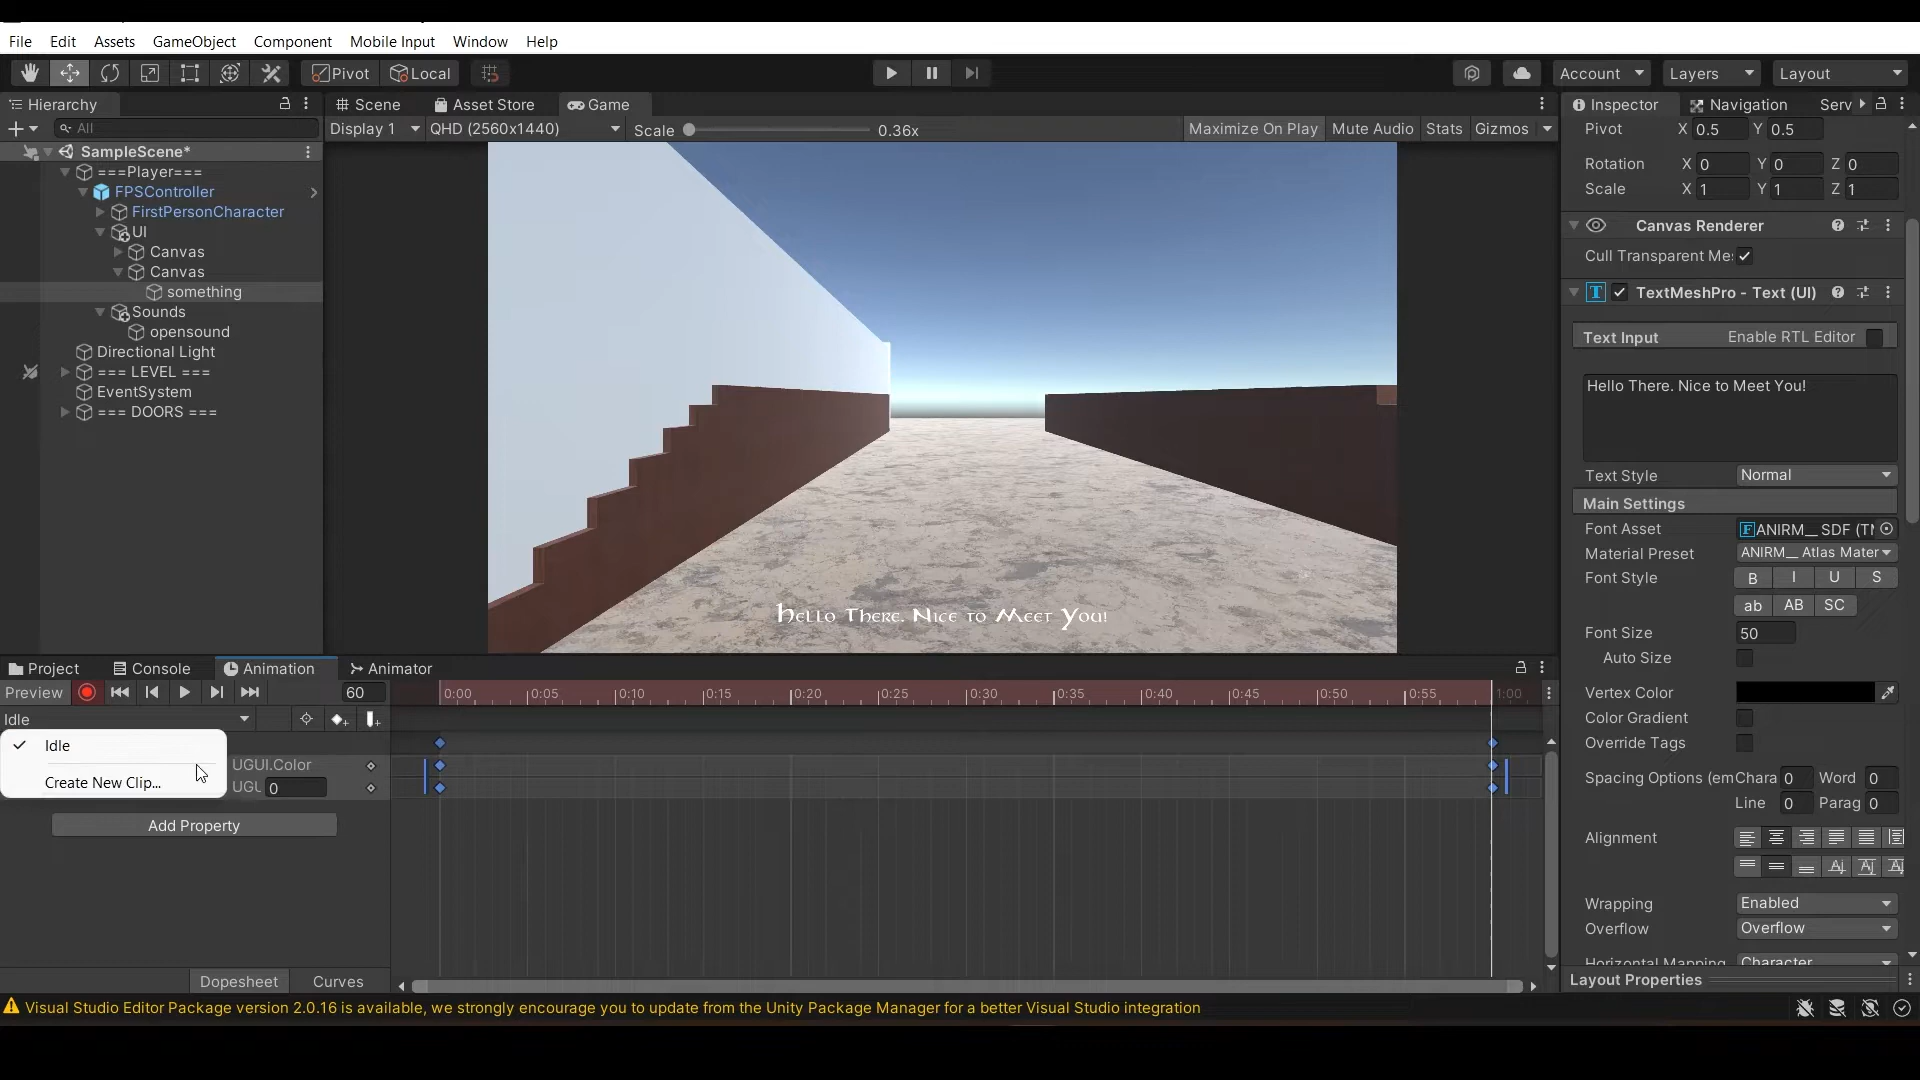 File Edit Assets GameObject Component Mobile Input Window Help
Pivot Local Account Layers Layout
Hierarchy Scene Asset Store Game Inspector Navigation Serv
All Display 1 QHD (2560x1440) Scale 0.36x Maximize On Play Mute Audio Stats Gizmos Pivot X 0.5 Y 0.5
SampleScene*
===Player===
FPSController
FirstPersonCharacter
UI
Canvas
Canvas
something
Sounds
opensound
Directional Light
=== LEVEL ===
EventSystem
=== DOORS ===
Hello There. Nice to Meet You!
Rotation X 0 Y 0 Z 0
Scale X 1 Y 1 Z 1
Canvas Renderer
Cull Transparent Me:
TextMeshPro - Text (UI)
Text Input Enable RTL Editor
Hello There. Nice to Meet You!
Text Style Normal
Main Settings
Font Asset ANIRM__ SDF (TM
Material Preset ANIRM__ Atlas Mater
Font Style B I U S
ab AB SC
Font Size 50
Auto Size
Vertex Color
Color Gradient
Override Tags
Spacing Options (em Chara 0 Word 0
Line 0 Parag 0
Alignment
Wrapping Enabled
Overflow Overflow
Horizontal Mapping Character
Layout Properties
Project Console Animation Animator
Preview 60 0:00 0:05 0:10 0:15 0:20 0:25 0:30 0:35 0:40 0:45 0:50 0:55 1:00
Idle
Idle
UGUI.Color
Create New Clip...
UGU 0
Add Property
Dopesheet Curves
Visual Studio Editor Package version 2.0.16 is available, we strongly encourage you to update from the Unity Package Manager for a better Visual Studio integration